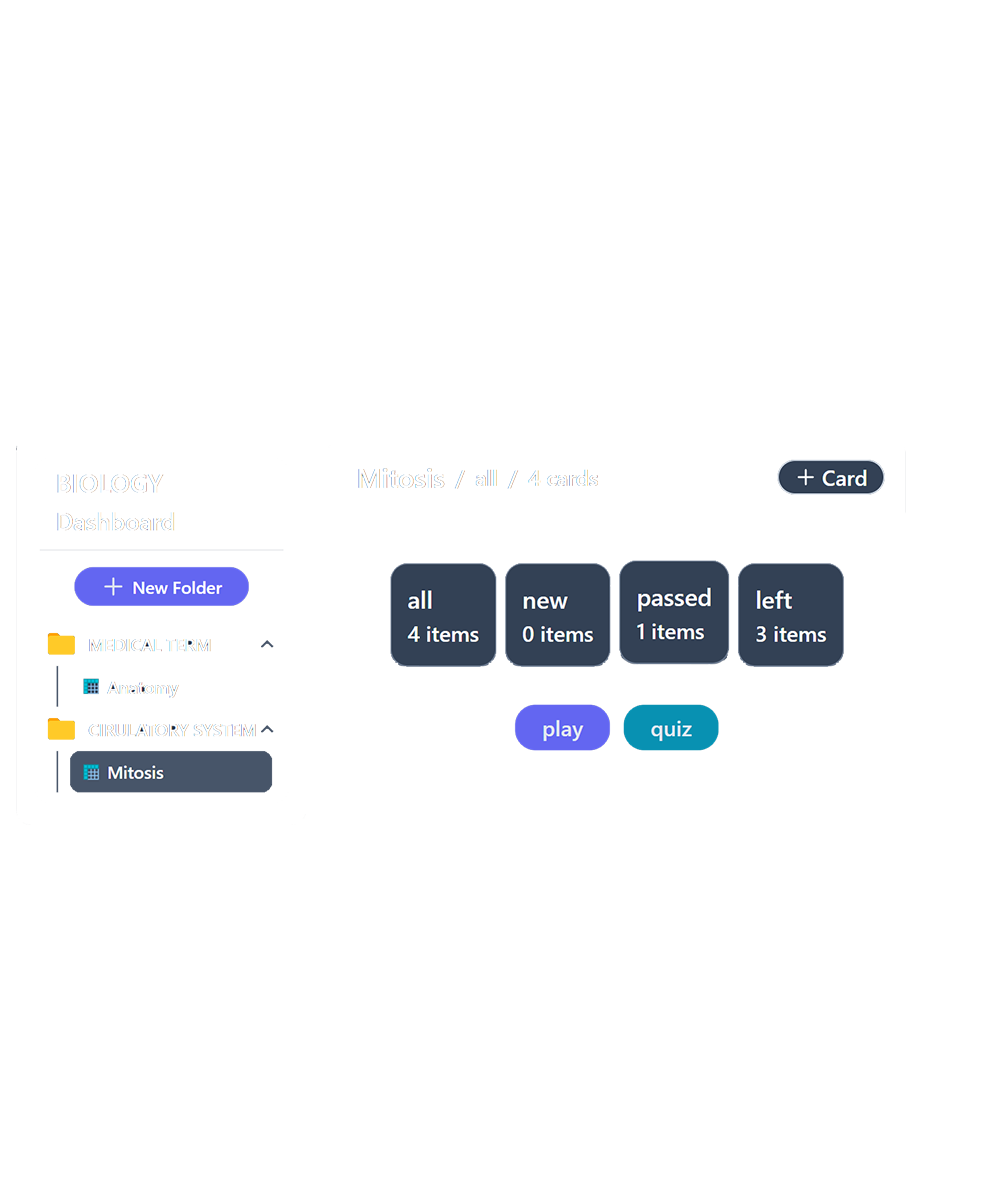 BIOLOGY
Dashboard
+ New Folder
MEDICAL TERM
Anatomy
CIRULATORY SYSTEM
Mitosis
Mitosis / all / 4 cards
+ Card
all
4 items
new
0 items
passed
1 items
left
3 items
play
quiz